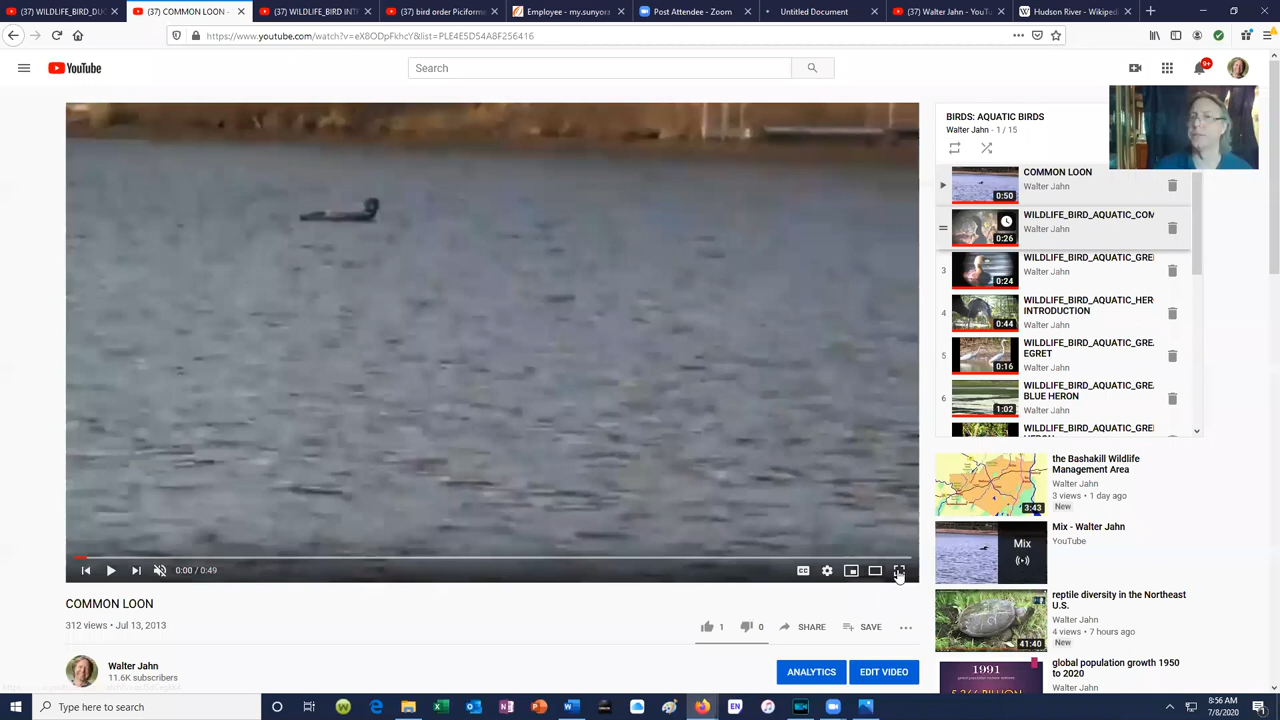 (37) WILDLIFE_BIRD_DUC
(37) COMMON LOON -
(37) WILDLIFE_BIRD INT
(37) bird order Piciform
Employee - my.sunyora
Post Attendee - Zoom
Untitled Docum
(37) Walter Jahn - YouTu
Hudson River - Wikiped
https://www.youtube.com/watch?v=eX8ODpFkhcY&list=PLE4E5D54A8F256416
YouTube
Search
9+
BIRDS: AQUATIC BIRDS
Walter Jahn - 1 / 15
COMMON LOON
Walter Jahn
0:50
WILDLIFE_BIRD_AQUATIC_COM
Walter Jahn
0:26
3
WILDLIFE_BIRD_AQUATIC_GRE
Walter Jahn
0:24
4
WILDLIFE_BIRD_AQUATIC_HER
INTRODUCTION
Walter Jahn
0:44
5
WILDLIFE_BIRD_AQUATIC_GREA
EGRET
Walter Jahn
0:16
6
WILDLIFE_BIRD_AQUATIC_GREA
BLUE HERON
Walter Jahn
1:02
WILDLIFE_BIRD_AQUATIC_GREE
the Bashakill Wildlife
Management Area
Walter Jahn
3 views • 1 day ago
New
3:43
Mix - Walter Jahn
YouTube
Mix
reptile diversity in the Northeast
U.S.
Walter Jahn
4 views • 7 hours ago
New
41:40
global population growth 1950
to 2020
Walter Jahn
1991
0:00 / 0:49
CC
COMMON LOON
312 views • Jul 13, 2013
1
0
SHARE
SAVE
Walter Jahn
11.6K subscribers
ANALYTICS
EDIT VIDEO
Type here to search
EN
8:56 AM
7/8/2020